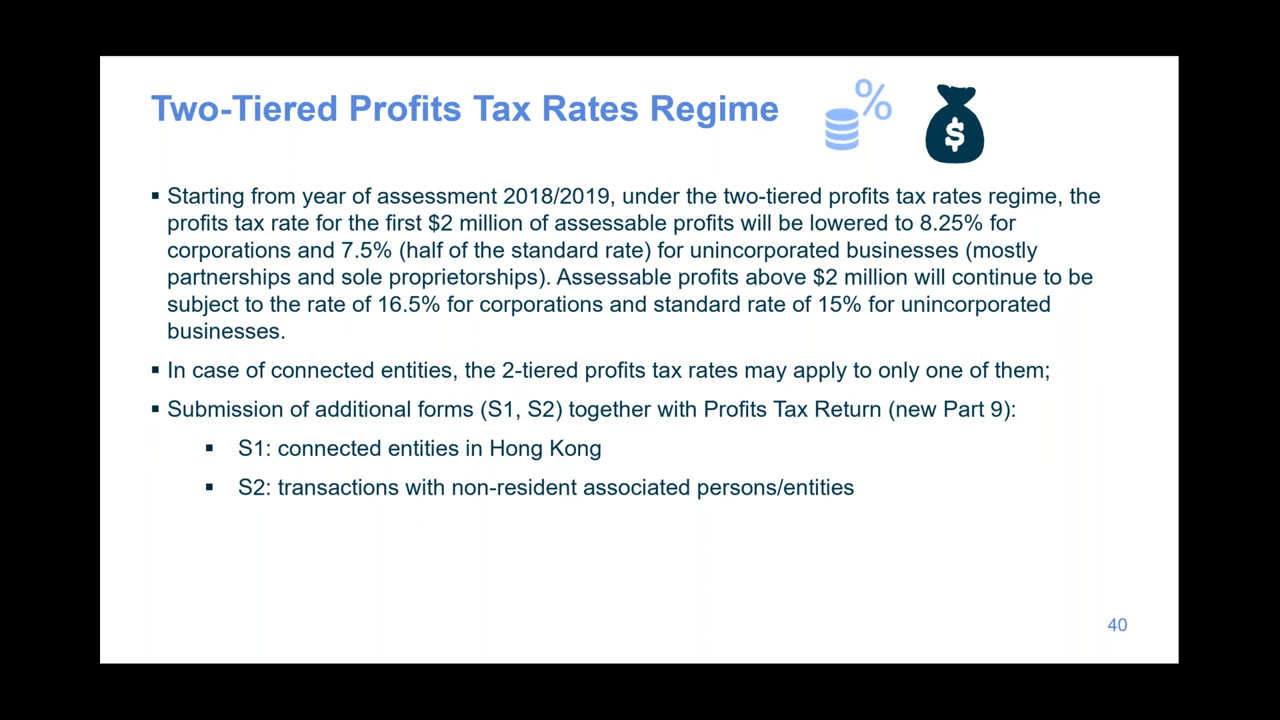 Two-Tiered Profits Tax Rates Regime
%
$
▪ Starting from year of assessment 2018/2019, under the two-tiered profits tax rates regime, the
profits tax rate for the first $2 million of assessable profits will be lowered to 8.25% for
corporations and 7.5% (half of the standard rate) for unincorporated businesses (mostly
partnerships and sole proprietorships). Assessable profits above $2 million will continue to be
subject to the rate of 16.5% for corporations and standard rate of 15% for unincorporated
businesses.
▪ In case of connected entities, the 2-tiered profits tax rates may apply to only one of them;
▪ Submission of additional forms (S1, S2) together with Profits Tax Return (new Part 9):
▪ S1: connected entities in Hong Kong
▪ S2: transactions with non-resident associated persons/entities
40